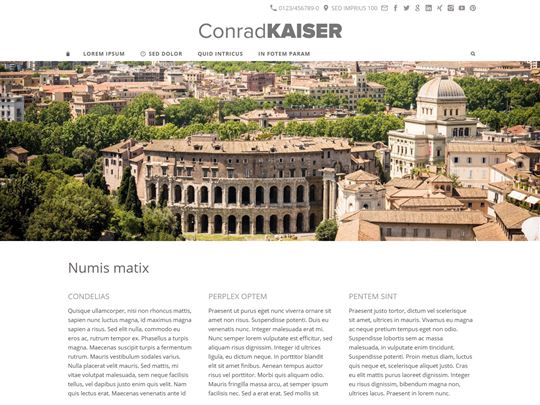 0123/456789-0 SEO IMPRIUS 100
ConradKAISER
LOREM IPSUM SED DOLOR QUID INTRICUS IN FOTEM PARAM
Numis matix
CONDELIAS
Quisque ullamcorper, nisi non rhoncus mattis,
sapien nunc luctus magna, id maximus magna
sapien a risus. Sed elit nulla, commodo eu
eros ac, rutrum tempor ex. Phasellus a turpis
magna. Maecenas suscipit turpis a fermentum
rutrum. Mauris vestibulum sodales varius.
Nulla placerat velit mauris. Sed mattis, mi
vitae volutpat malesuada, sem neque facilisis
tellus, vel dapibus justo enim quis velit. Nam
quis lectus erat. Maecenas venenatis ante id
PERPLEX OPTEM
Praesent ut purus eget nunc viverra ornare sit
amet non risus. Suspendisse potenti. Duis eu
venenatis nunc. Integer malesuada erat mi.
Nunc semper lorem vulputate est efficitur, sed
aliquam risus dignissim. Integer id ultrices
ligula, eu dictum neque. In porttitor blandit
elit sit amet finibus. Aenean tempus auctor
risus vel porttitor. Morbi quis aliquam odio.
Mauris fringilla massa arcu, at semper ipsum
facilisis nec. Sed a erat erat. Sed mollis sit
PENTEM SINT
Praesent justo tortor, dictum vel scelerisque
sit amet, ultrices in mauris. Vivamus eu magna
ac neque pretium tempus eget non odio.
Suspendisse lobortis sem ac massa
malesuada, in vulputate enim tincidunt.
Suspendisse potenti. Proin metus diam, luctus
quis neque et, scelerisque aliquet justo. Cras
eu elit mattis purus laoreet dignissim. Integer
eu risus dignissim, bibendum magna non,
ultrices lacus. Praesent in lorem nunc.